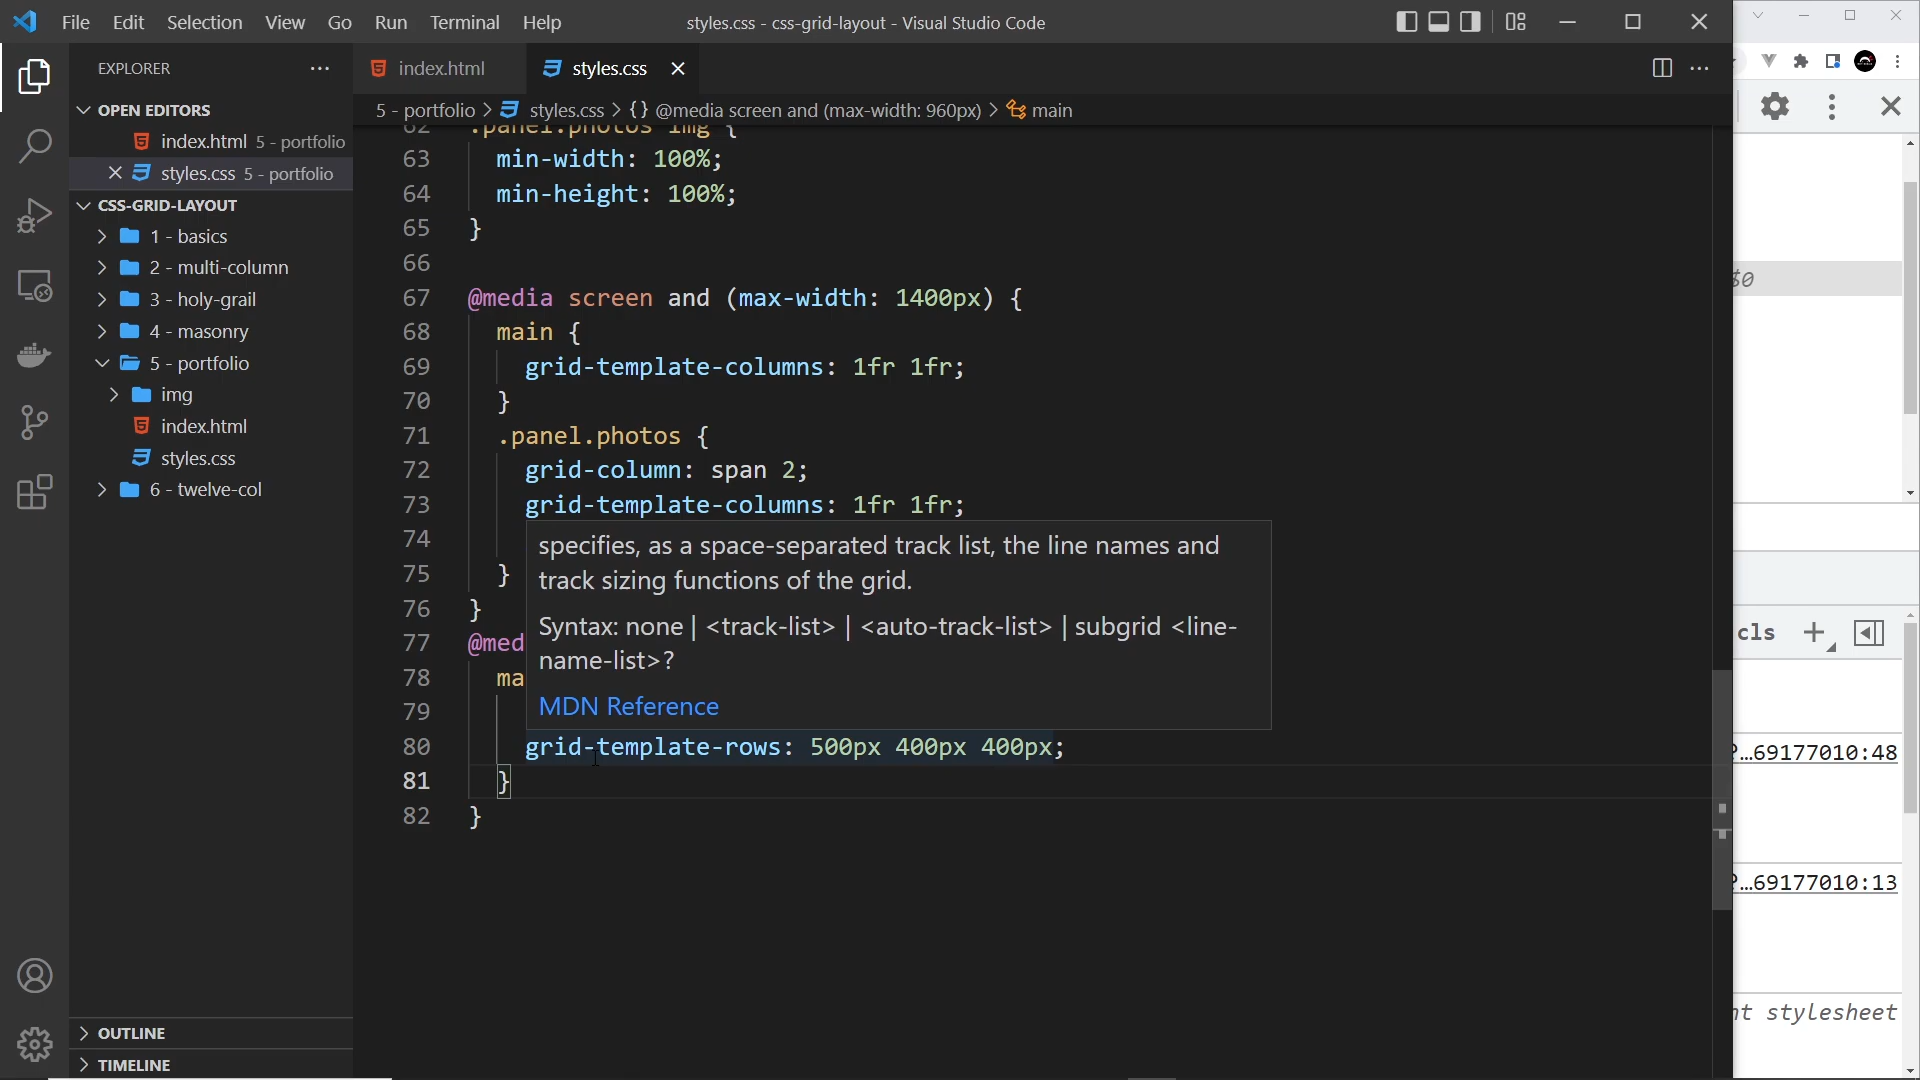 File Edit Selection View Go Run Terminal Help
styles.css - css-grid-layout - Visual Studio Code
EXPLORER
OPEN EDITORS
index.html 5 - portfolio
styles.css 5 - portfolio
CSS-GRID-LAYOUT
1 - basics
2 - multi-column
3 - holy-grail
4 - masonry
5 - portfolio
img
index.html
styles.css
6 - twelve-col
OUTLINE
TIMELINE
index.html
styles.css
5 - portfolio > styles.css > {} @media screen and (max-width: 960px) > main
62 .panel.photos img {
63 min-width: 100%;
64 min-height: 100%;
65 }
66
67 @media screen and (max-width: 1400px) {
68 main {
69 grid-template-columns: 1fr 1fr;
70 }
71 .panel.photos {
72 grid-column: span 2;
73 grid-template-columns: 1fr 1fr;
74
75 }
76 }
77 @med
78 ma
79
80 grid-template-rows: 500px 400px 400px;
81 }
82 }
specifies, as a space-separated track list, the line names and
track sizing functions of the grid.
Syntax: none | <track-list> | <auto-track-list> | subgrid <line-
name-list>?
MDN Reference
$0
cls
?…69177010:48
?…69177010:13
nt stylesheet